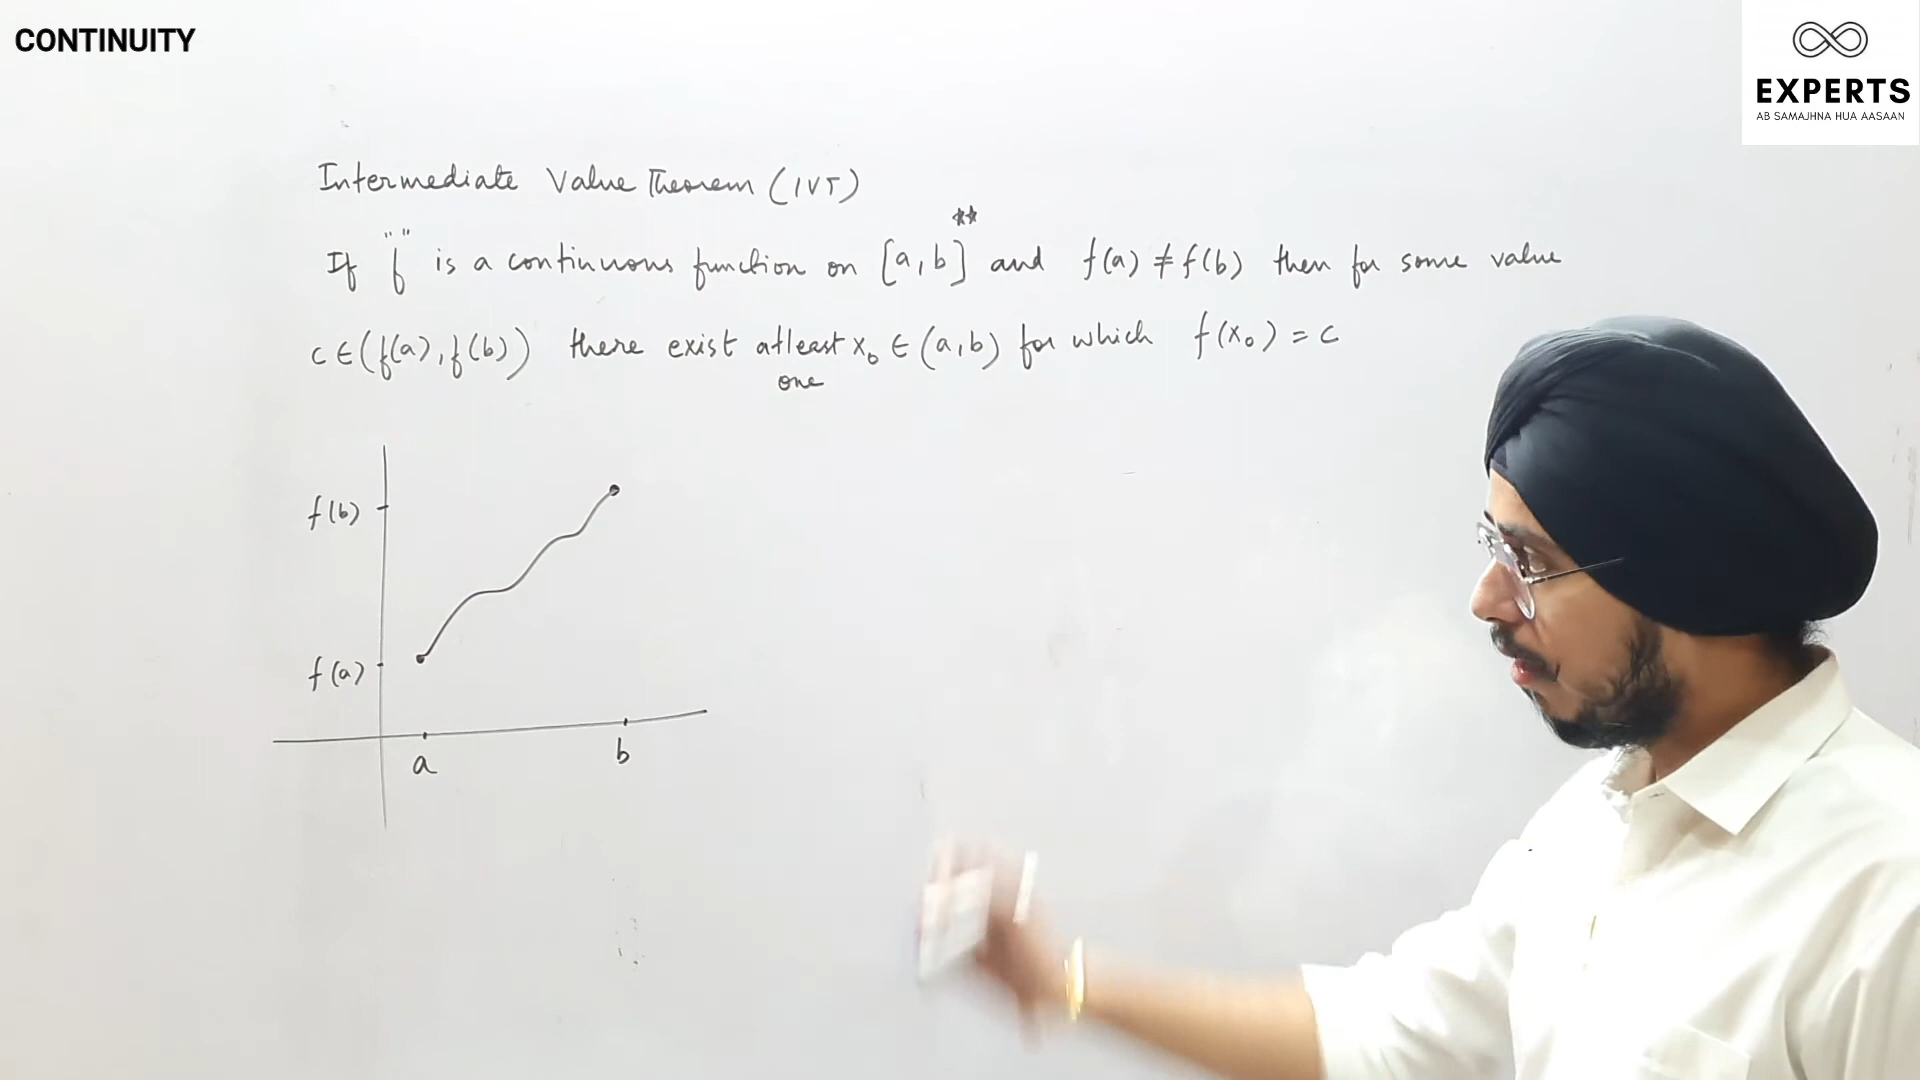 CONTINUITY
EXPERTS
AB SAMAJHNA HUA AASAAN
Intermediate Value Theorem (IVT)
**
If "f" is a continuous function on [a,b] and f(a) ≠ f(b) then for some value
c ∈ (f(a), f(b)) there exist atleast x₀ ∈ (a,b) for which f(x₀) = c
one
f(b)
f(a)
a
b